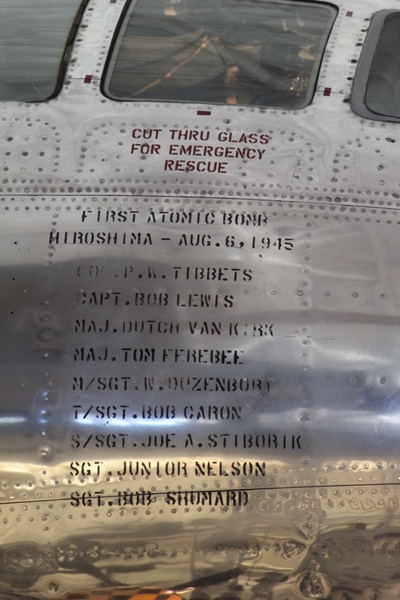 CUT THRU GLASS
FOR EMERGENCY
RESCUE
FIRST ATOMIC BOMB
HIROSHIMA – AUG.6,1945
COL.P.W.TIBBETS
CAPT.BOB LEWIS
MAJ.DUTCH VAN KIRK
MAJ.TOM FEREBEE
M/SGT.W.DUZENBURY
T/SGT.BOB CARON
S/SGT.JOE A.STIBORIK
SGT.JUNIOR NELSON
SGT.BOB SHUMARD